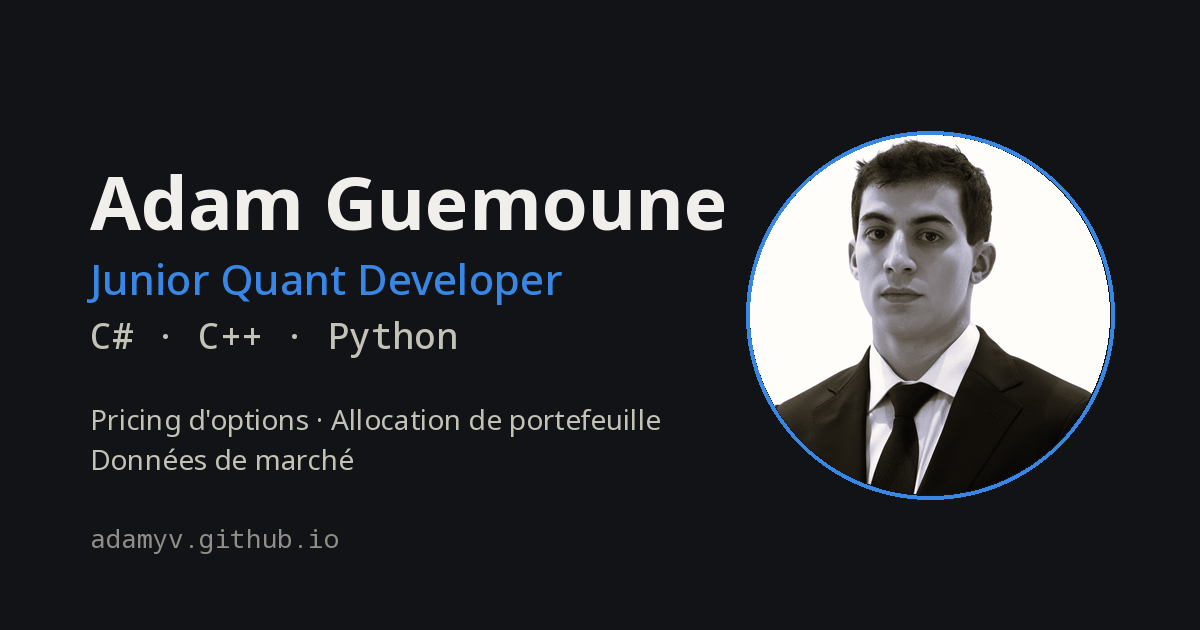 Adam Guemoune
Junior Quant Developer
C# · C++ · Python
Pricing d'options · Allocation de portefeuille
Données de marché
adamyv.github.io